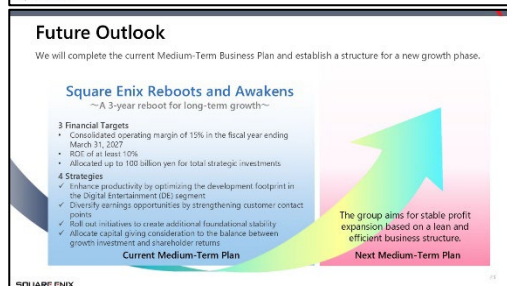 Future Outlook
We will complete the current Medium-Term Business Plan and establish a structure for a new growth phase.
Square Enix Reboots and Awakens
～A 3-year reboot for long-term growth～
3 Financial Targets
• Consolidated operating margin of 15% in the fiscal year ending
March 31, 2027
• ROE of at least 10%
• Allocated up to 100 billion yen for total strategic investments
4 Strategies
✓ Enhance productivity by optimizing the development footprint in
the Digital Entertainment (DE) segment
✓ Diversify earnings opportunities by strengthening customer contact
points
✓ Roll out initiatives to create additional foundational stability
✓ Allocate capital giving consideration to the balance between
growth investment and shareholder returns
Current Medium-Term Plan
The group aims for stable profit
expansion based on a lean and
efficient business structure.
Next Medium-Term Plan
SQUARE ENIX